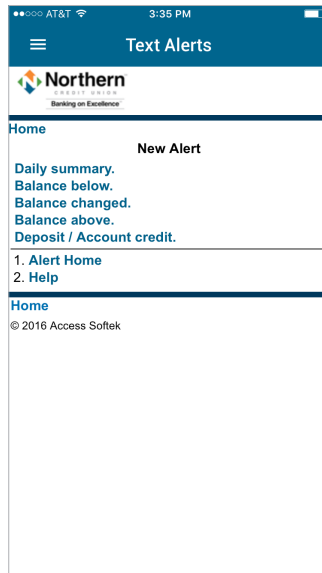 AT&T 3:35 PM
Text Alerts
Northern
CREDIT UNION
Banking on Excellence
Home
New Alert
Daily summary.
Balance below.
Balance changed.
Balance above.
Deposit / Account credit.
1. Alert Home
2. Help
Home
© 2016 Access Softek